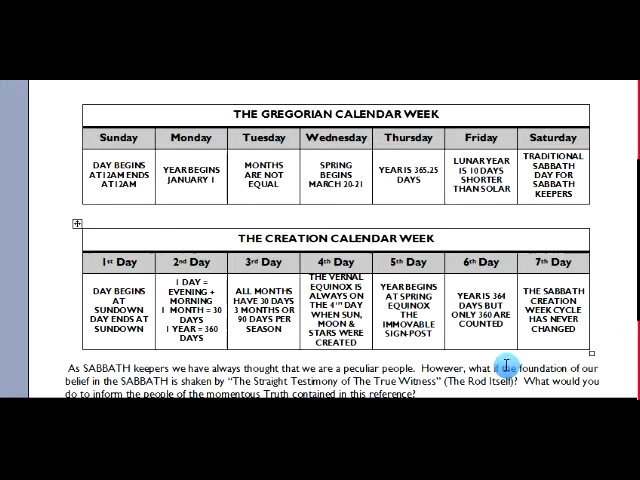 THE GREGORIAN CALENDAR WEEK
Sunday Monday Tuesday Wednesday Thursday Friday Saturday
DAY BEGINS
AT 12AM ENDS
AT 12AM
YEAR BEGINS
JANUARY 1
MONTHS
ARE NOT
EQUAL
SPRING
BEGINS
MARCH 20-21
YEAR IS 365.25
DAYS
LUNAR YEAR
IS 10 DAYS
SHORTER
THAN SOLAR
TRADITIONAL
SABBATH
DAY FOR
SABBATH
KEEPERS
THE CREATION CALENDAR WEEK
1st Day 2nd Day 3rd Day 4th Day 5th Day 6th Day 7th Day
DAY BEGINS
AT
SUNDOWN
DAY ENDS AT
SUNDOWN
1 DAY =
EVENING +
MORNING
1 MONTH = 30
DAYS
1 YEAR = 360
DAYS
ALL MONTHS
HAVE 30 DAYS
3 MONTHS OR
90 DAYS PER
SEASON
THE VERNAL
EQUINOX IS
ALWAYS ON
THE 4TH DAY
WHEN SUN,
MOON &
STARS WERE
CREATED
YEAR BEGINS
AT SPRING
EQUINOX
THE
IMMOVABLE
SIGN-POST
YEAR IS 364
DAYS BUT
ONLY 360 ARE
COUNTED
THE SABBATH
CREATION
WEEK CYCLE
HAS NEVER
CHANGED
As SABBATH keepers we have always thought that we are a peculiar people. However, what if the foundation of our
belief in the SABBATH is shaken by "The Straight Testimony of The True Witness" (The Rod Itself)? What would you
do to inform the people of the momentous Truth contained in this reference?